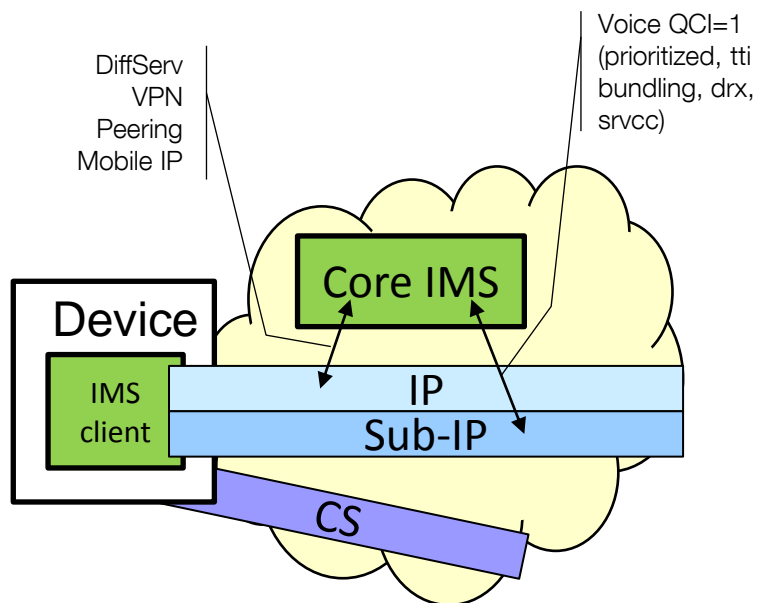 DiffServ
VPN
Peering
Mobile IP
Voice QCI=1
(prioritized, tti
bundling, drx,
srvcc)
Core IMS
Device
IMS
client
IP
Sub-IP
CS